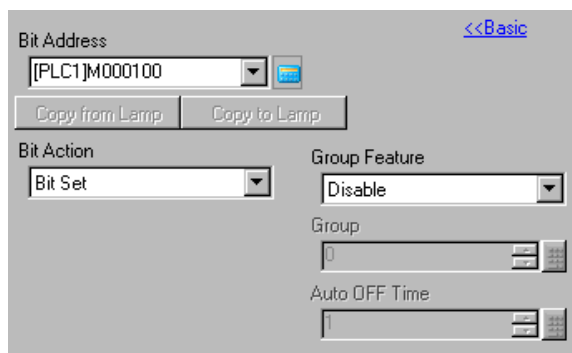 <<Basic
Bit Address
[PLC1]M000100
Copy from Lamp
Copy to Lamp
Bit Action
Bit Set
Group Feature
Disable
Group
0
Auto OFF Time
1